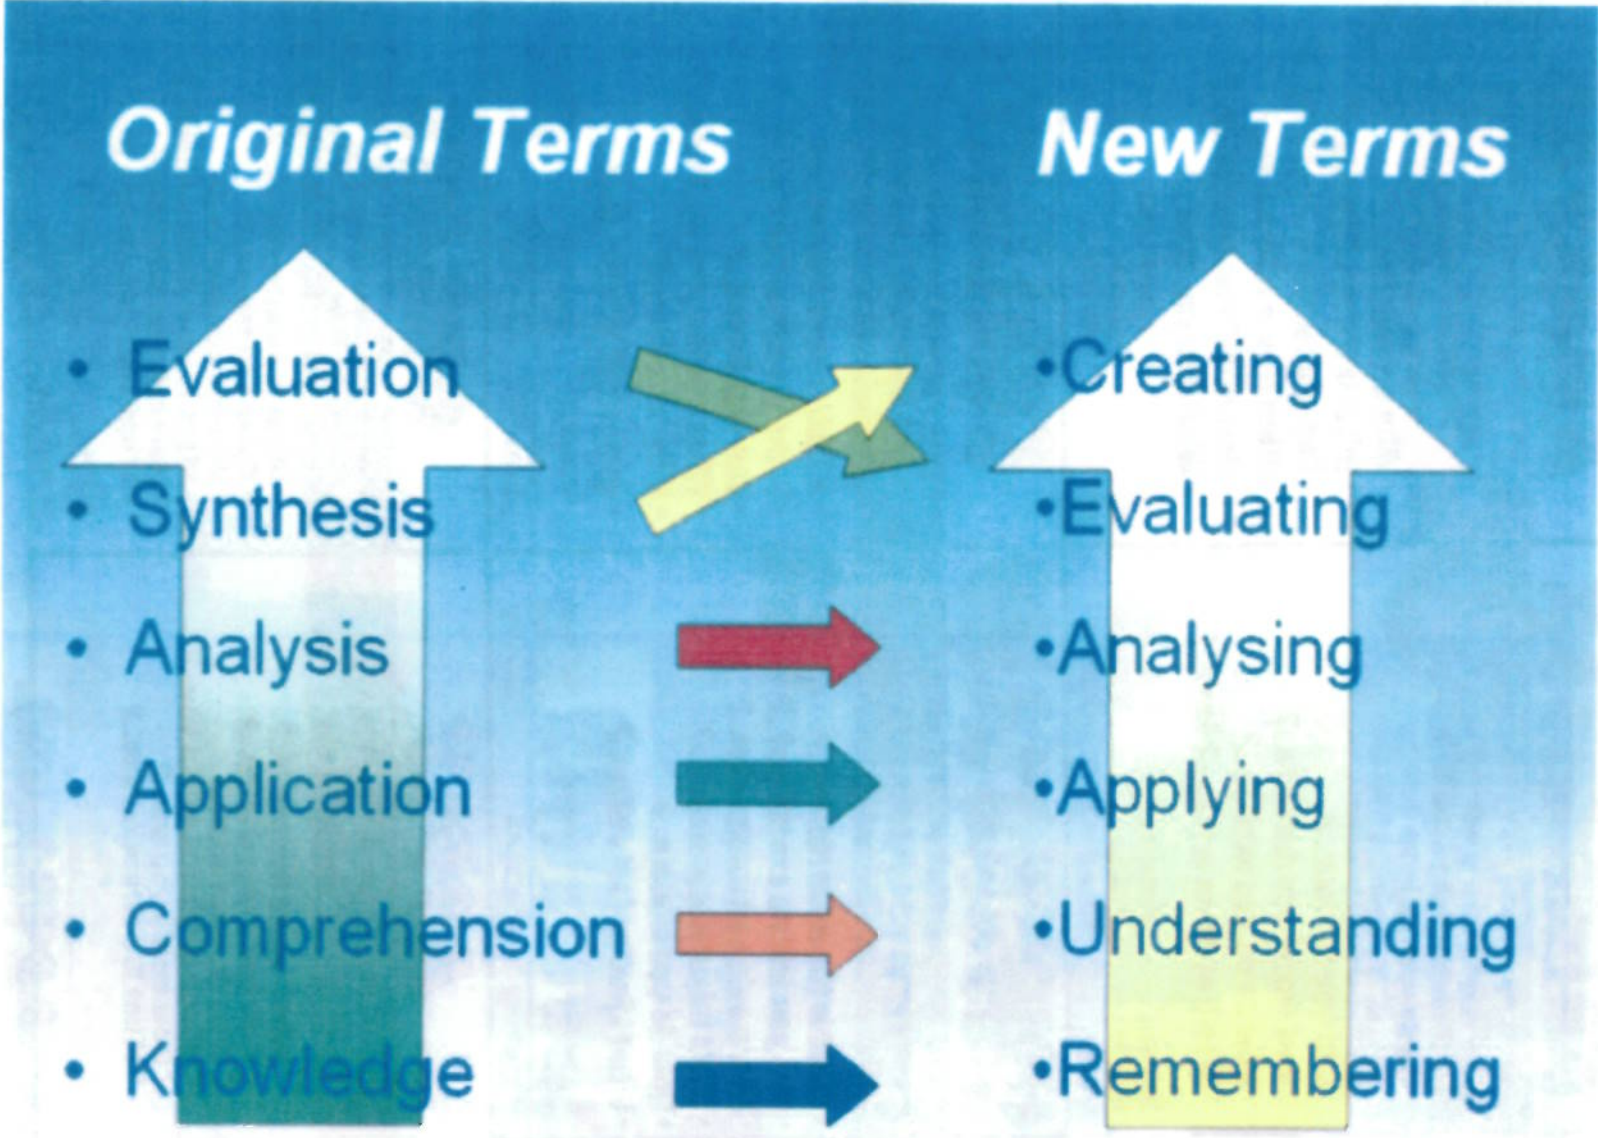 Original Terms
New Terms
• Evaluation
• Synthesis
• Analysis
• Application
• Comprehension
• Knowledge
•Creating
•Evaluating
•Analysing
•Applying
•Understanding
•Remembering